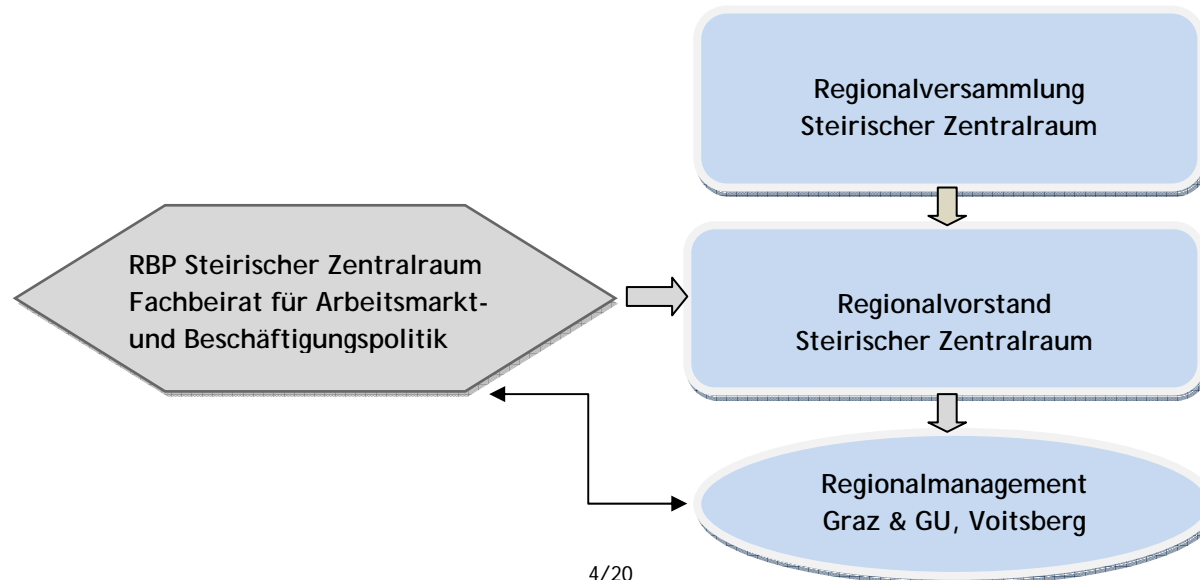 Regionalversammlung
Steirischer Zentralraum
RBP Steirischer Zentralraum
Fachbeirat für Arbeitsmarkt-
und Beschäftigungspolitik
Regionalvorstand
Steirischer Zentralraum
Regionalmanagement
Graz & GU, Voitsberg
4/20